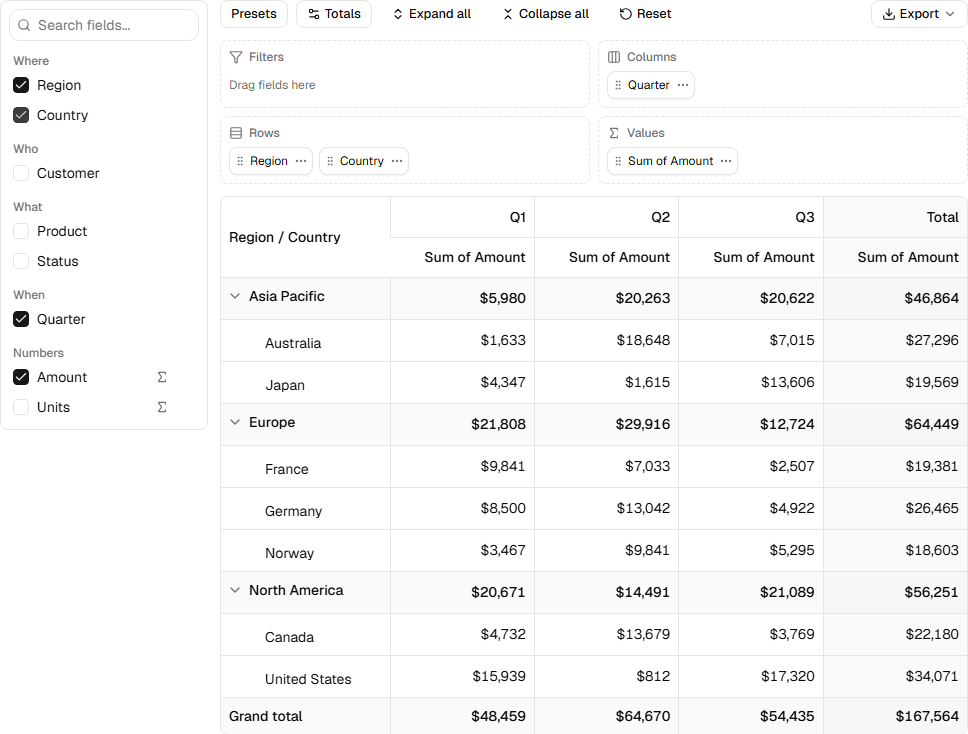 Search fields...
Where
Region
Country
Who
Customer
What
Product
Status
When
Quarter
Numbers
Amount Σ
Units Σ
Presets Totals Expand all Collapse all Reset Export
Filters
Drag fields here
Columns
Quarter ···
Rows
Region ··· Country ···
Σ Values
Sum of Amount ···
Region / Country Q1 Q2 Q3 Total
Sum of Amount Sum of Amount Sum of Amount Sum of Amount
Asia Pacific $5,980 $20,263 $20,622 $46,864
Australia $1,633 $18,648 $7,015 $27,296
Japan $4,347 $1,615 $13,606 $19,569
Europe $21,808 $29,916 $12,724 $64,449
France $9,841 $7,033 $2,507 $19,381
Germany $8,500 $13,042 $4,922 $26,465
Norway $3,467 $9,841 $5,295 $18,603
North America $20,671 $14,491 $21,089 $56,251
Canada $4,732 $13,679 $3,769 $22,180
United States $15,939 $812 $17,320 $34,071
Grand total $48,459 $64,670 $54,435 $167,564